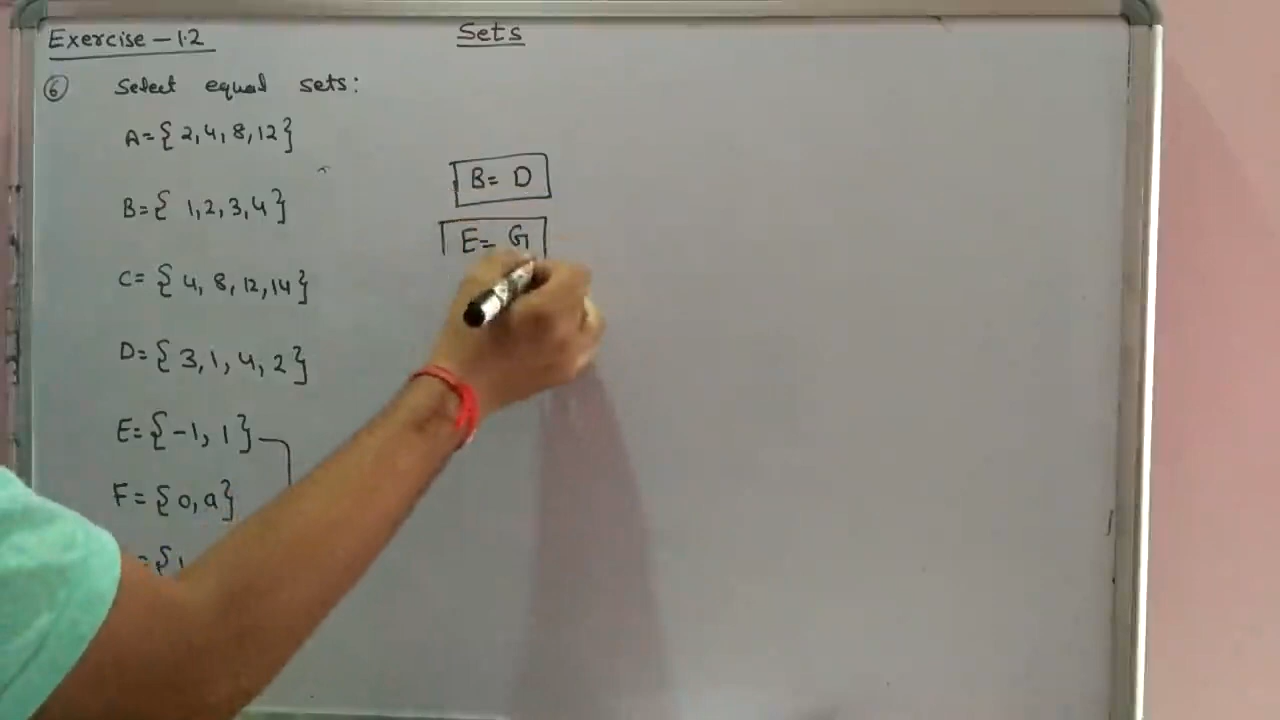 Exercise – 1.2
Sets
⑥ Select equal sets:
A = { 2, 4, 8, 12 }
B = { 1, 2, 3, 4 }
C = { 4, 8, 12, 14 }
D = { 3, 1, 4, 2 }
E = { -1, 1 }
F = { 0, a }
= { 1
B = D
E = G